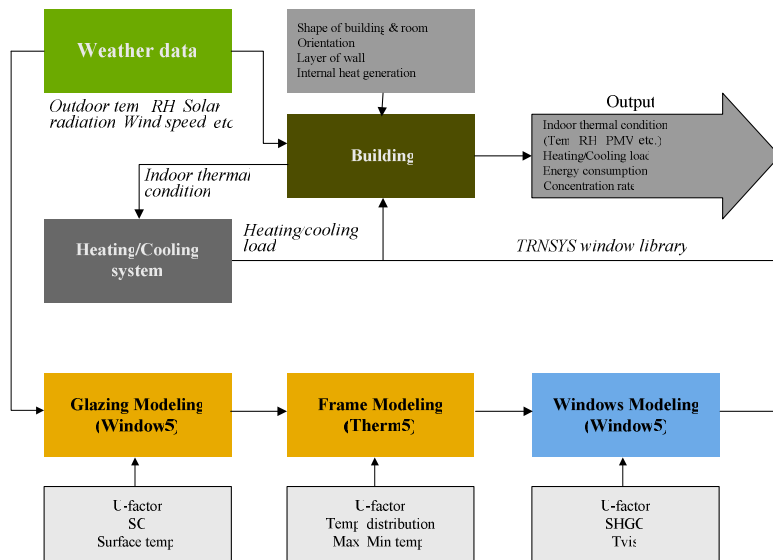 Weather data
Shape of building & room
Orientation
Layer of wall
Internal heat generation
Outdoor tem RH Solar
radiation Wind speed etc
Output
Indoor thermal condition
(Tem RH PMV etc.)
Heating/Cooling load
Energy consumption
Concentration rate
Building
Indoor thermal
condition
Heating/Cooling
system
Heating/cooling
load
TRNSYS window library
Glazing Modeling
(Window5)
Frame Modeling
(Therm5)
Windows Modeling
(Window5)
U-factor
SC
Surface temp
U-factor
Temp distribution
Max Min temp
U-factor
SHGC
Tvis